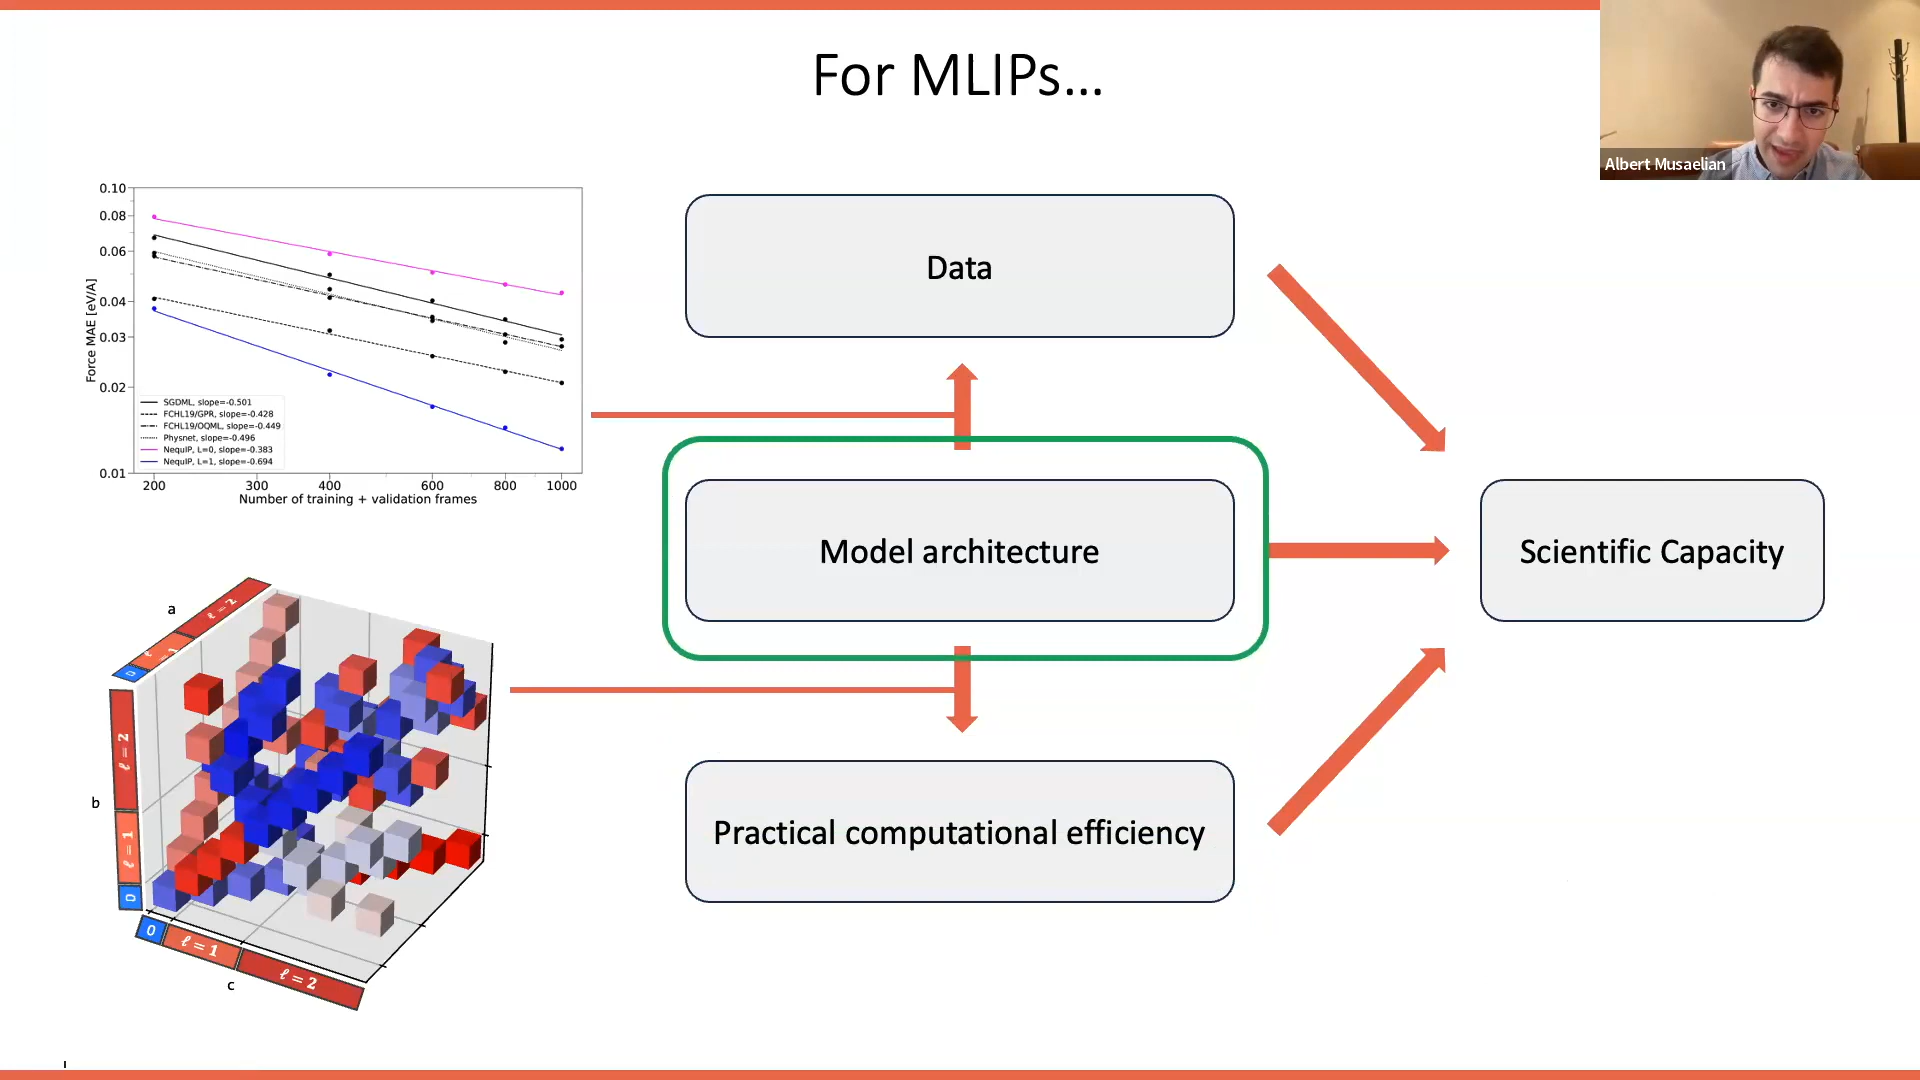 For MLIPs...
Albert Musaelian
0.10
0.08
0.06
0.04
0.03
0.02
0.01
Force MAE [eV/A]
SGDML, slope=-0.501
FCHL19/GPR, slope=-0.428
FCHL19/OQML, slope=-0.449
Physnet, slope=-0.496
NequIP, L=0, slope=-0.383
NequIP, L=1, slope=-0.694
200 300 400 600 800 1000
Number of training + validation frames
Data
Model architecture
Scientific Capacity
Practical computational efficiency
a
ℓ = 2
ℓ = 1
0
b
ℓ = 2
ℓ = 1
0
0
ℓ = 1
ℓ = 2
c